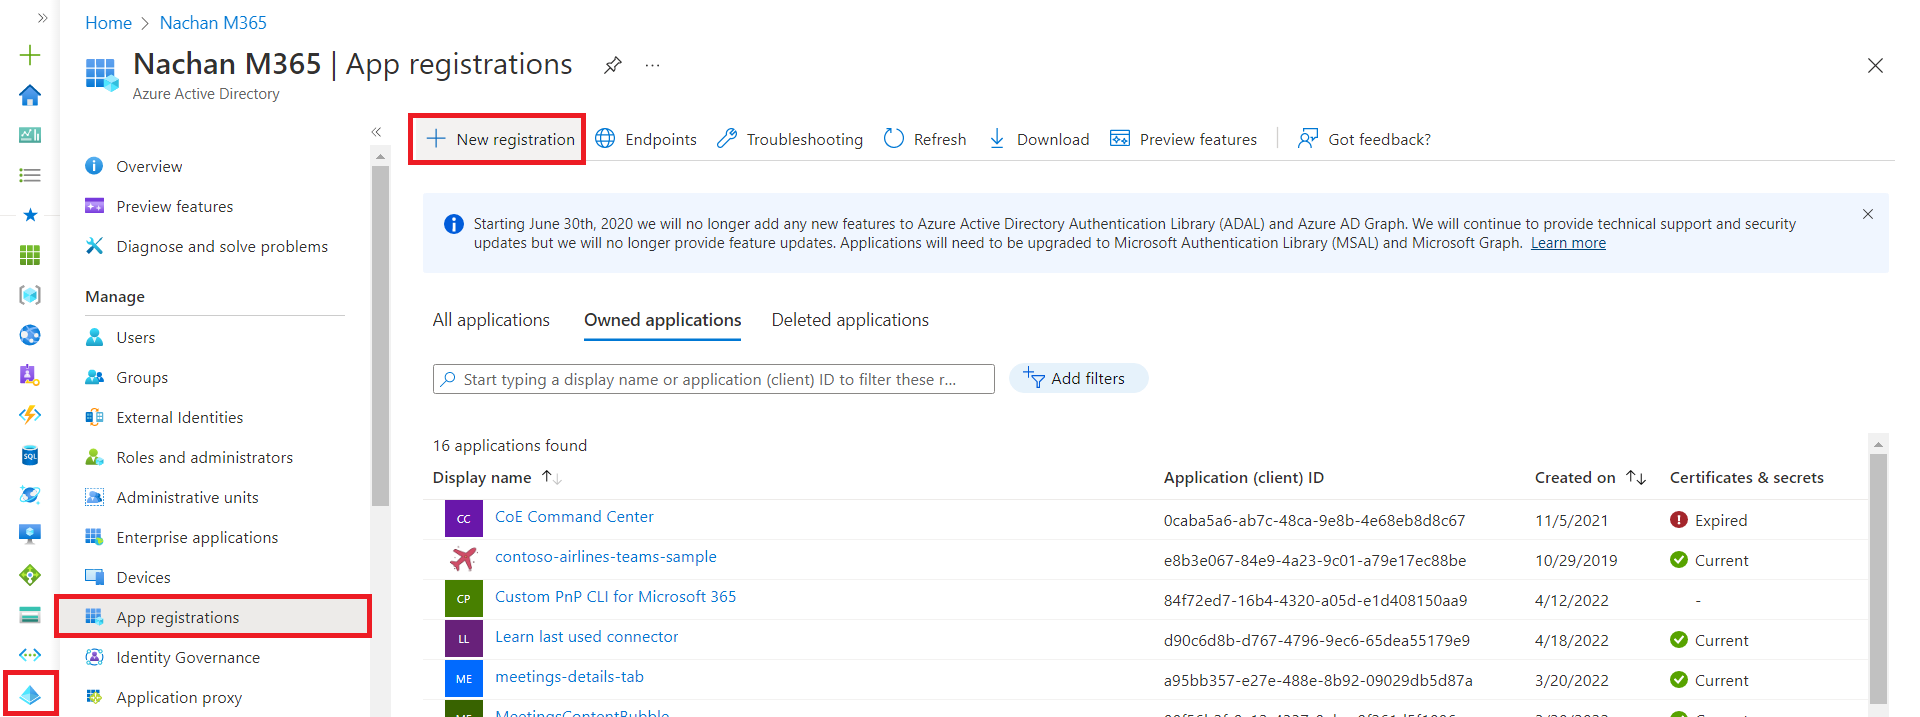 Home > Nachan M365
Nachan M365 | App registrations
Azure Active Directory
Overview
Preview features
Diagnose and solve problems
Manage
Users
Groups
External Identities
Roles and administrators
Administrative units
Enterprise applications
Devices
App registrations
Identity Governance
Application proxy
SQL
New registration Endpoints Troubleshooting Refresh Download Preview features Got feedback?
Starting June 30th, 2020 we will no longer add any new features to Azure Active Directory Authentication Library (ADAL) and Azure AD Graph. We will continue to provide technical support and security
updates but we will no longer provide feature updates. Applications will need to be upgraded to Microsoft Authentication Library (MSAL) and Microsoft Graph. Learn more
All applications Owned applications Deleted applications
Start typing a display name or application (client) ID to filter these r... Add filters
16 applications found
Display name Application (client) ID Created on Certificates & secrets
CC CoE Command Center 0caba5a6-ab7c-48ca-9e8b-4e68eb8d8c67 11/5/2021 Expired
contoso-airlines-teams-sample e8b3e067-84e9-4a23-9c01-a79e17ec88be 10/29/2019 Current
CP Custom PnP CLI for Microsoft 365 84f72ed7-16b4-4320-a05d-e1d408150aa9 4/12/2022 -
LL Learn last used connector d90c6d8b-d767-4796-9ec6-65dea55179e9 4/18/2022 Current
ME meetings-details-tab a95bb357-e27e-488e-8b92-09029db5d87a 3/20/2022 Current
MeetingsContentBubble